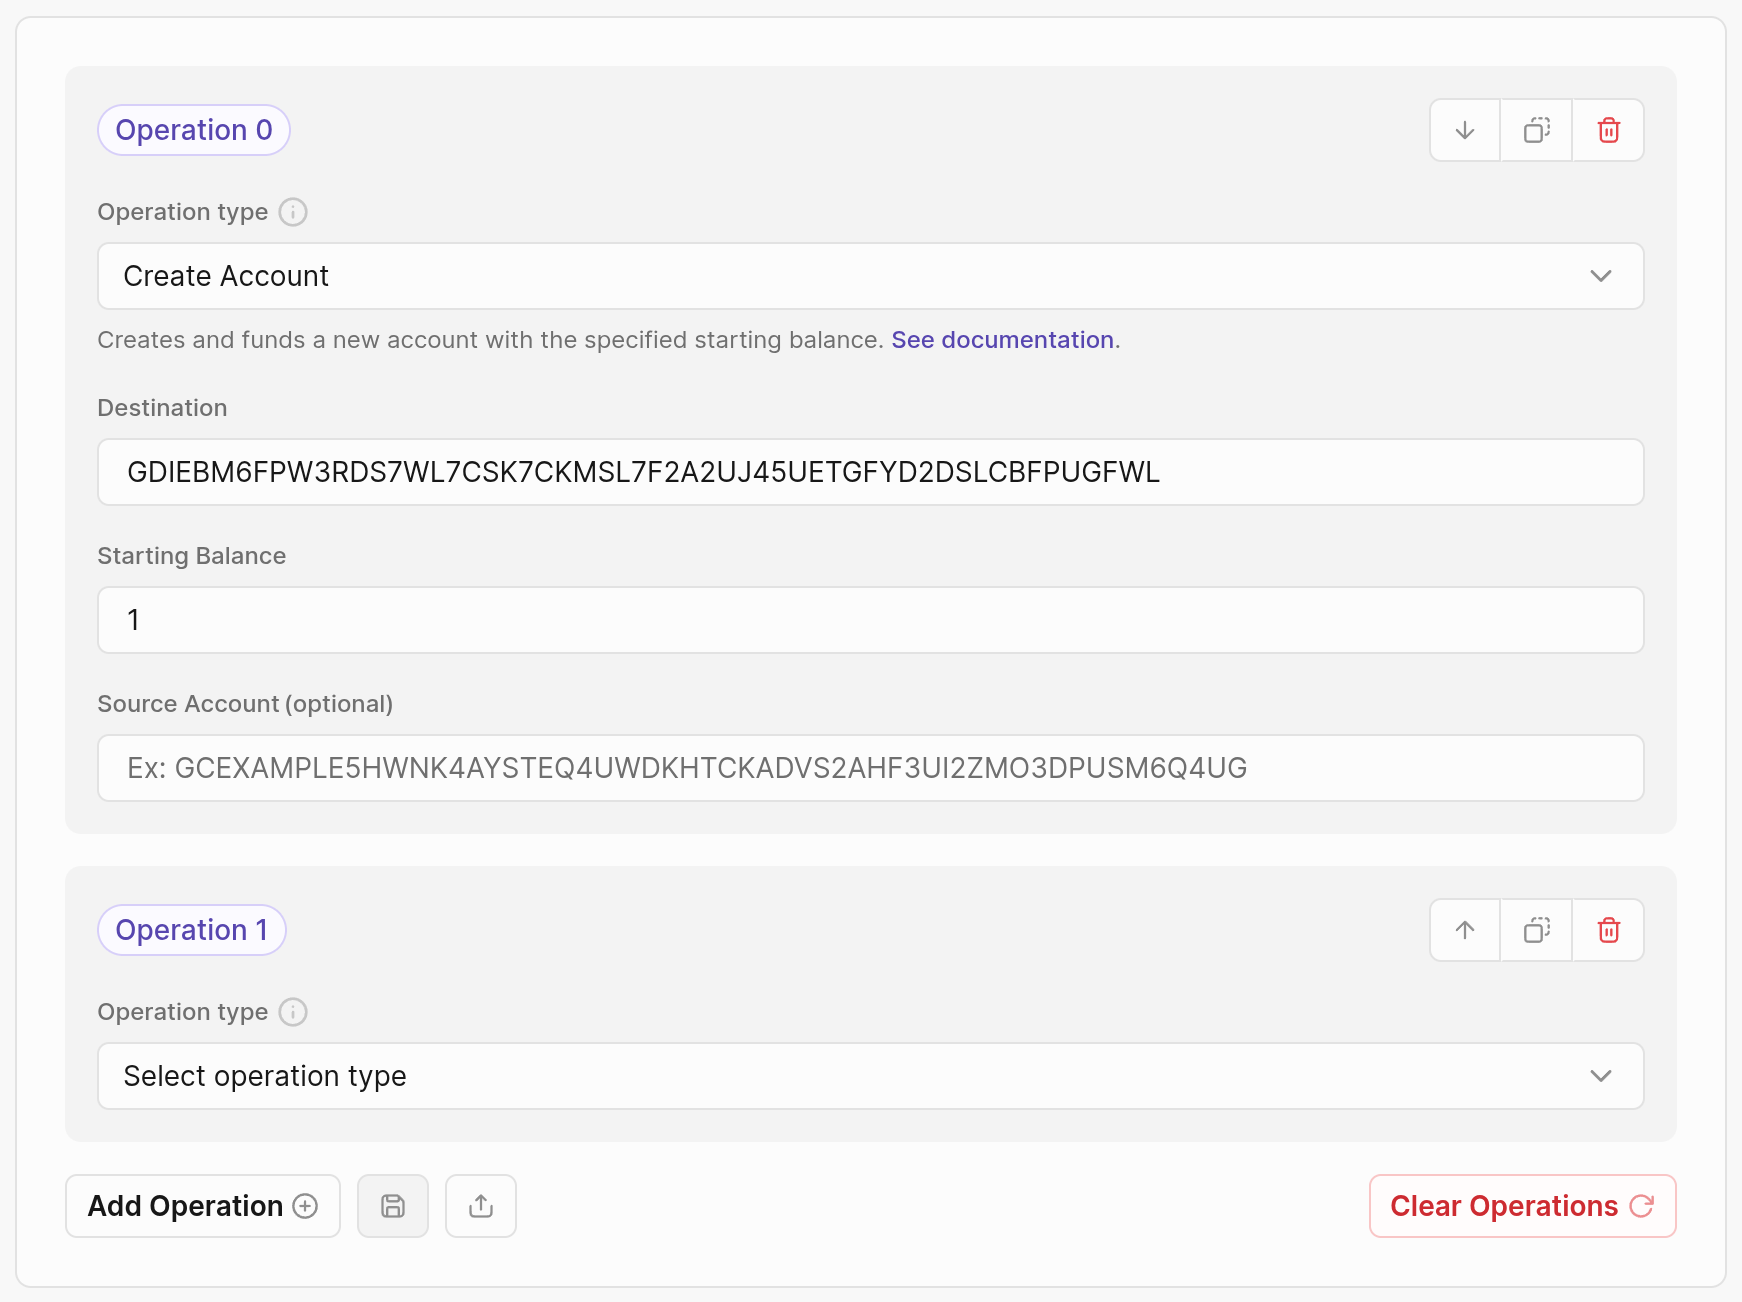 Operation 0
Operation type
Create Account
Creates and funds a new account with the specified starting balance. See documentation.
Destination
GDIEBM6FPW3RDS7WL7CSK7CKMSL7F2A2UJ45UETGFYD2DSLCBFPUGFWL
Starting Balance
1
Source Account (optional)
Ex: GCEXAMPLE5HWNK4AYSTEQ4UWDKHTCKADVS2AHF3UI2ZMO3DPUSM6Q4UG
Operation 1
Operation type
Select operation type
Add Operation
Clear Operations